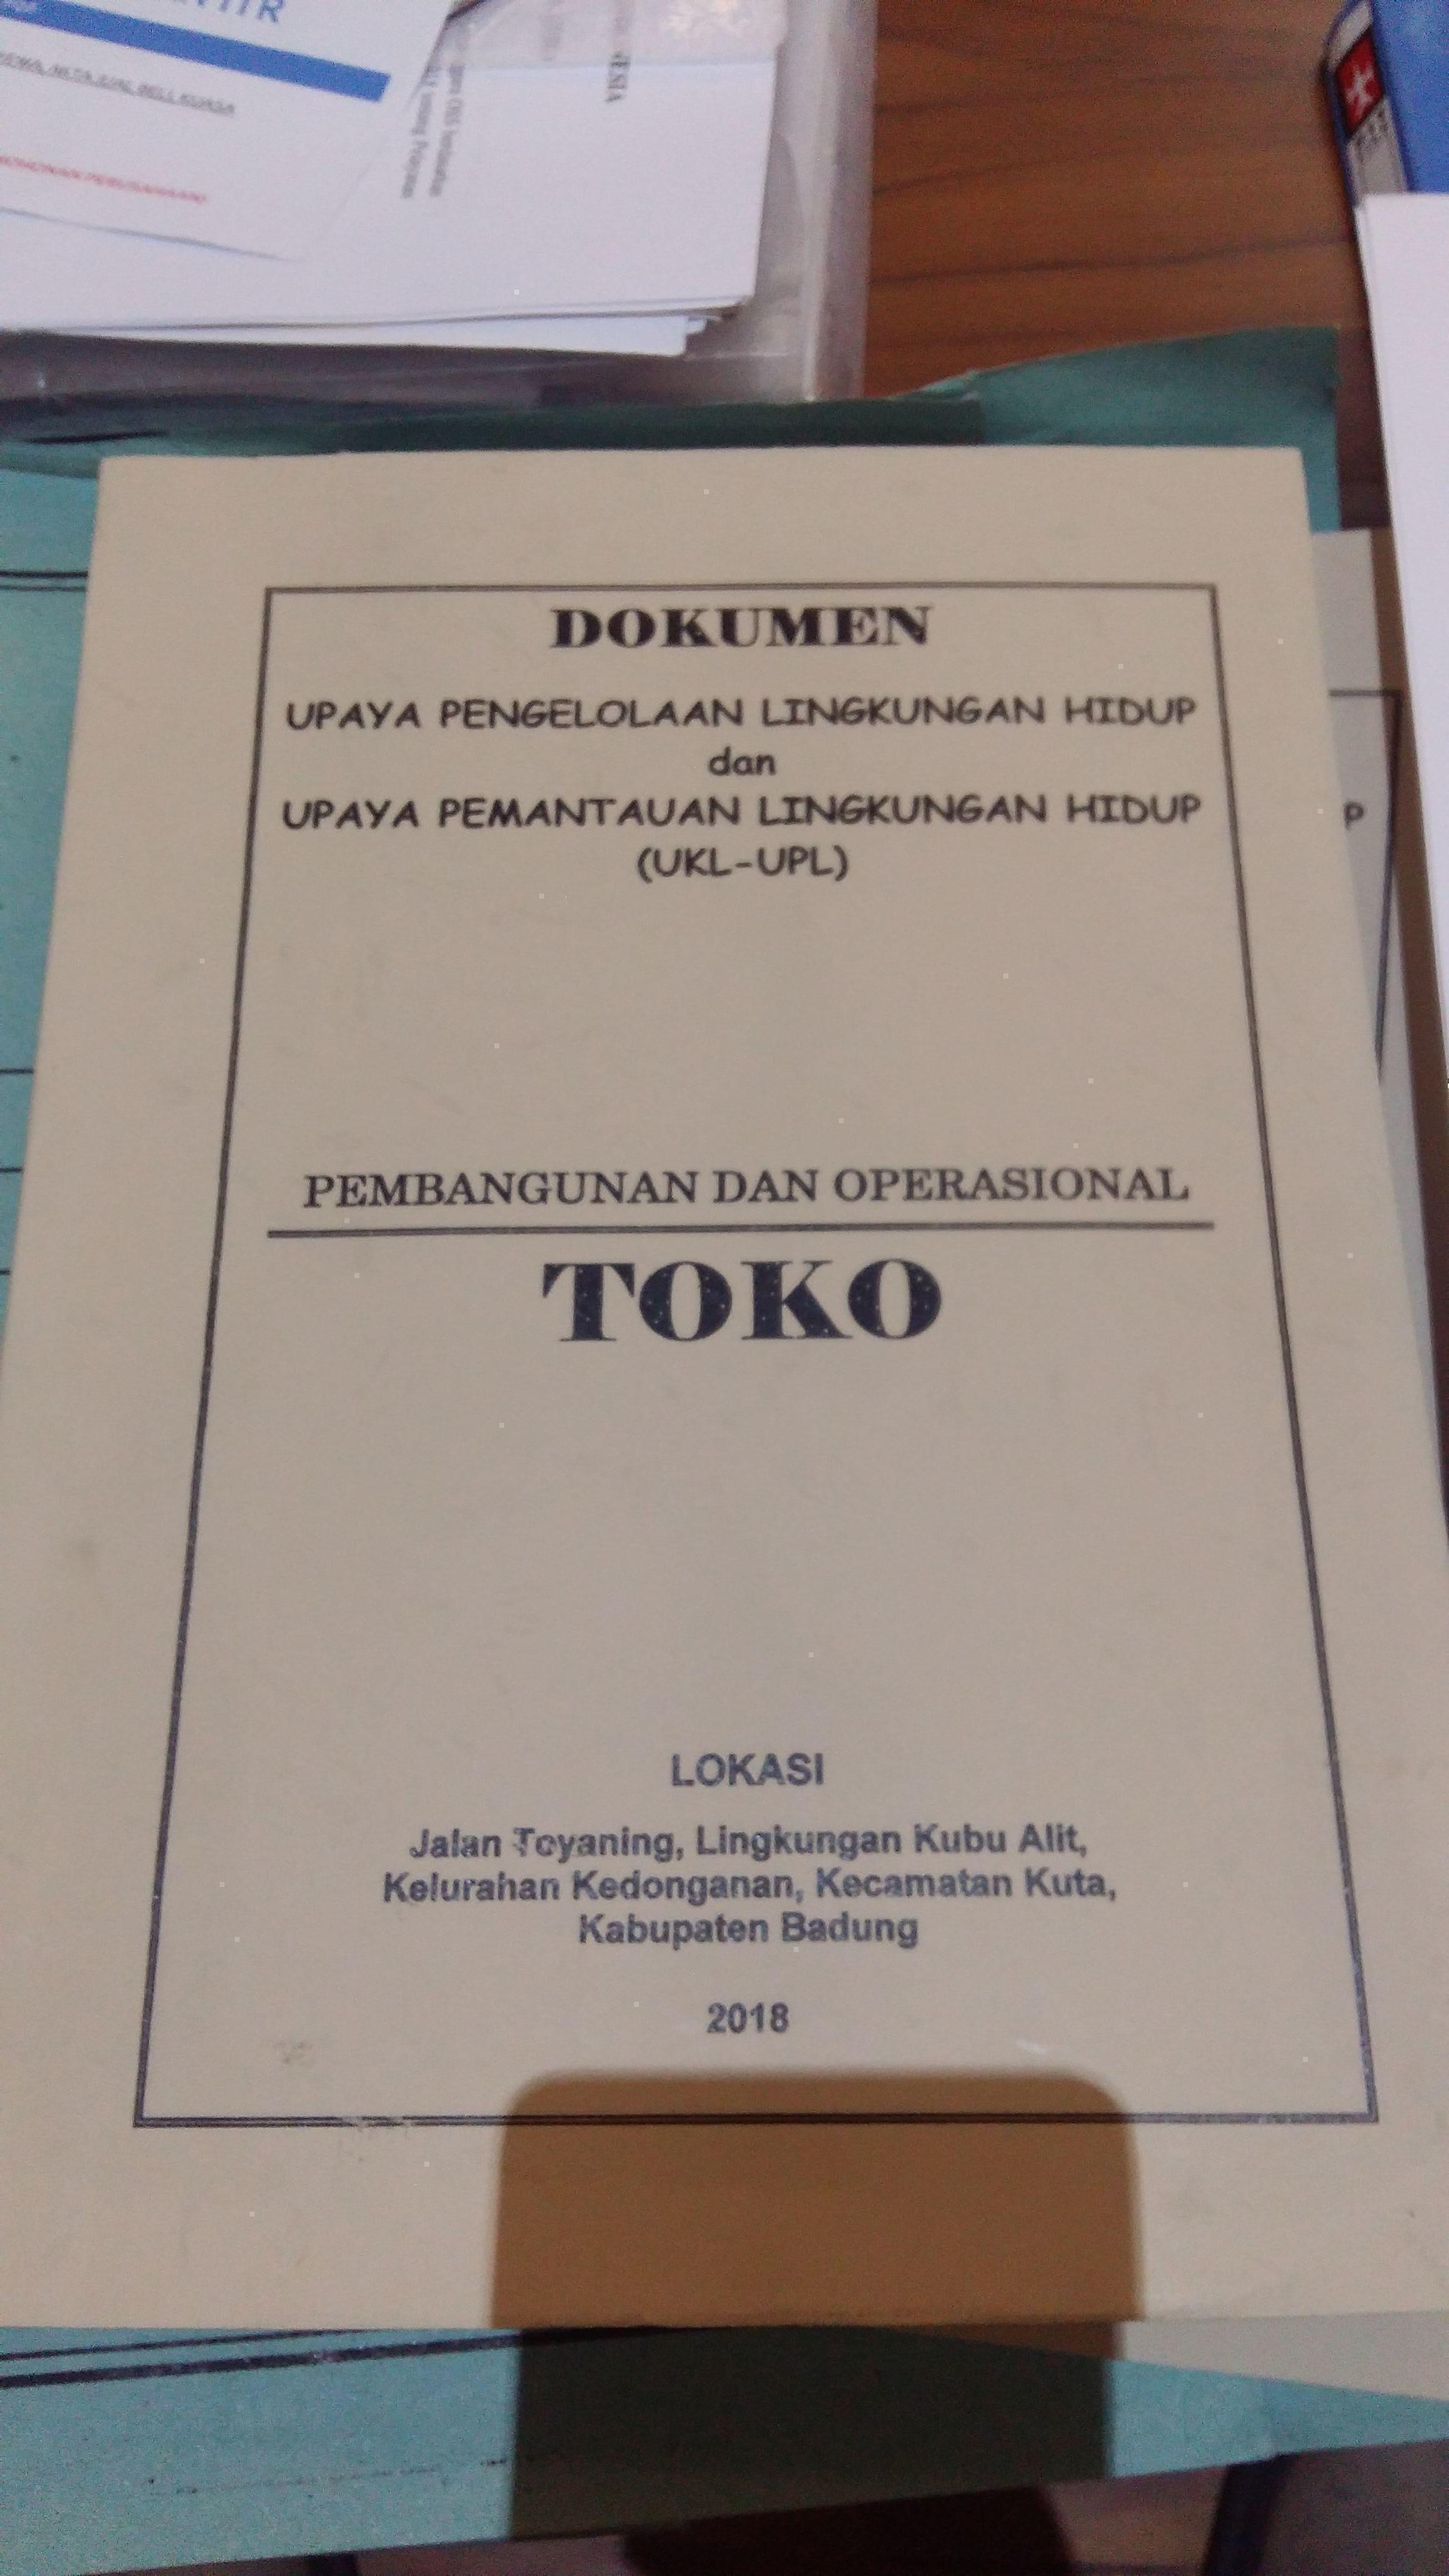 DOKUMEN
UPAYA PENGELOLAAN LINGKUNGAN HIDUP
dan
UPAYA PEMANTAUAN LINGKUNGAN HIDUP
(UKL-UPL)
PEMBANGUNAN DAN OPERASIONAL
TOKO
LOKASI
Jalan Toyaning, Lingkungan Kubu Alit,
Kelurahan Kedonganan, Kecamatan Kuta,
Kabupaten Badung
2018
P